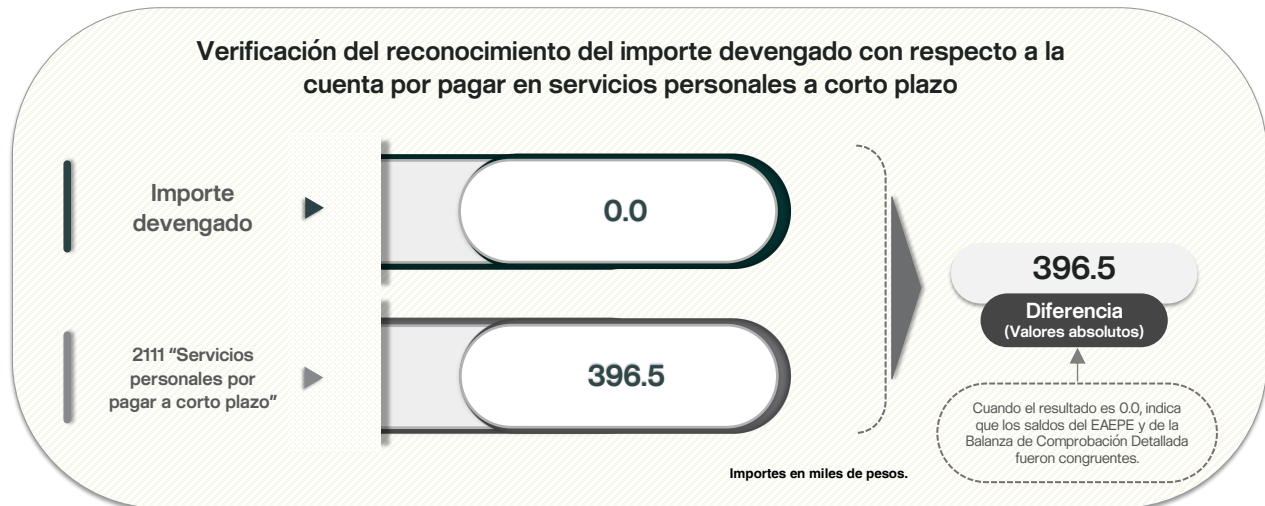 Verificación del reconocimiento del importe devengado con respecto a la
cuenta por pagar en servicios personales a corto plazo
Importe
devengado
0.0
2111 “Servicios
personales por
pagar a corto plazo”
396.5
396.5
Diferencia
(Valores absolutos)
Cuando el resultado es 0.0, indica
que los saldos del EAEPE y de la
Balanza de Comprobación Detallada
fueron congruentes.
Importes en miles de pesos.